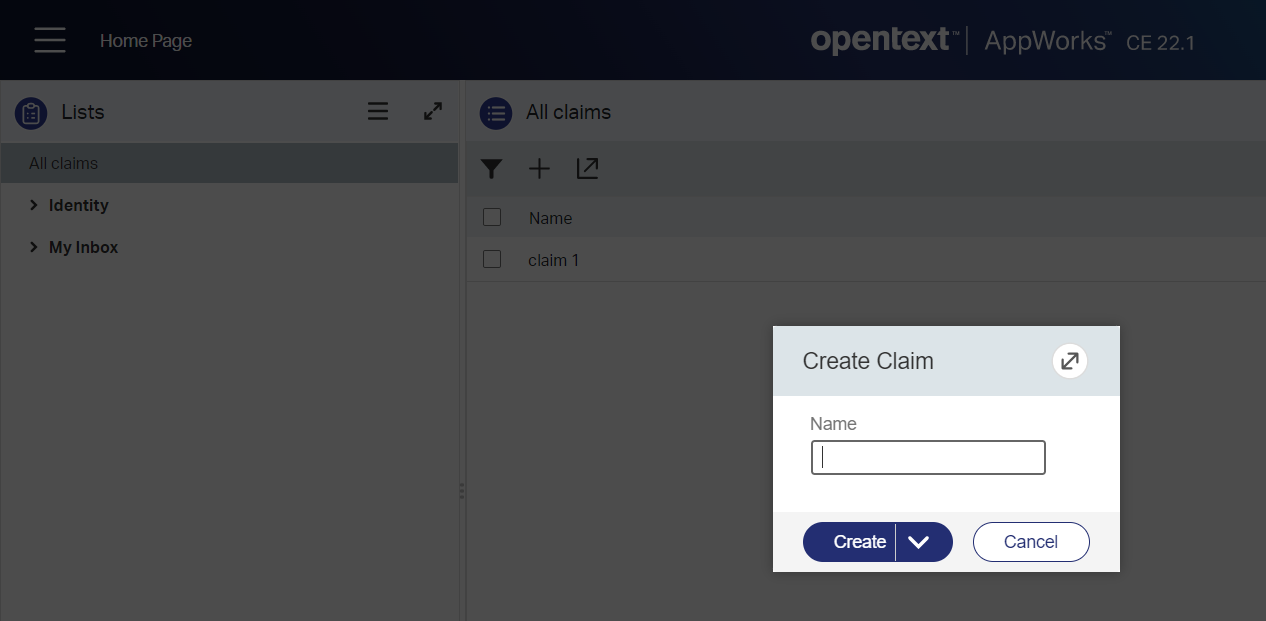 Home Page
opentext™ | AppWorks™ CE 22.1
Lists
All claims
Identity
My Inbox
All claims
Name
claim 1
Create Claim
Name
Create
Cancel